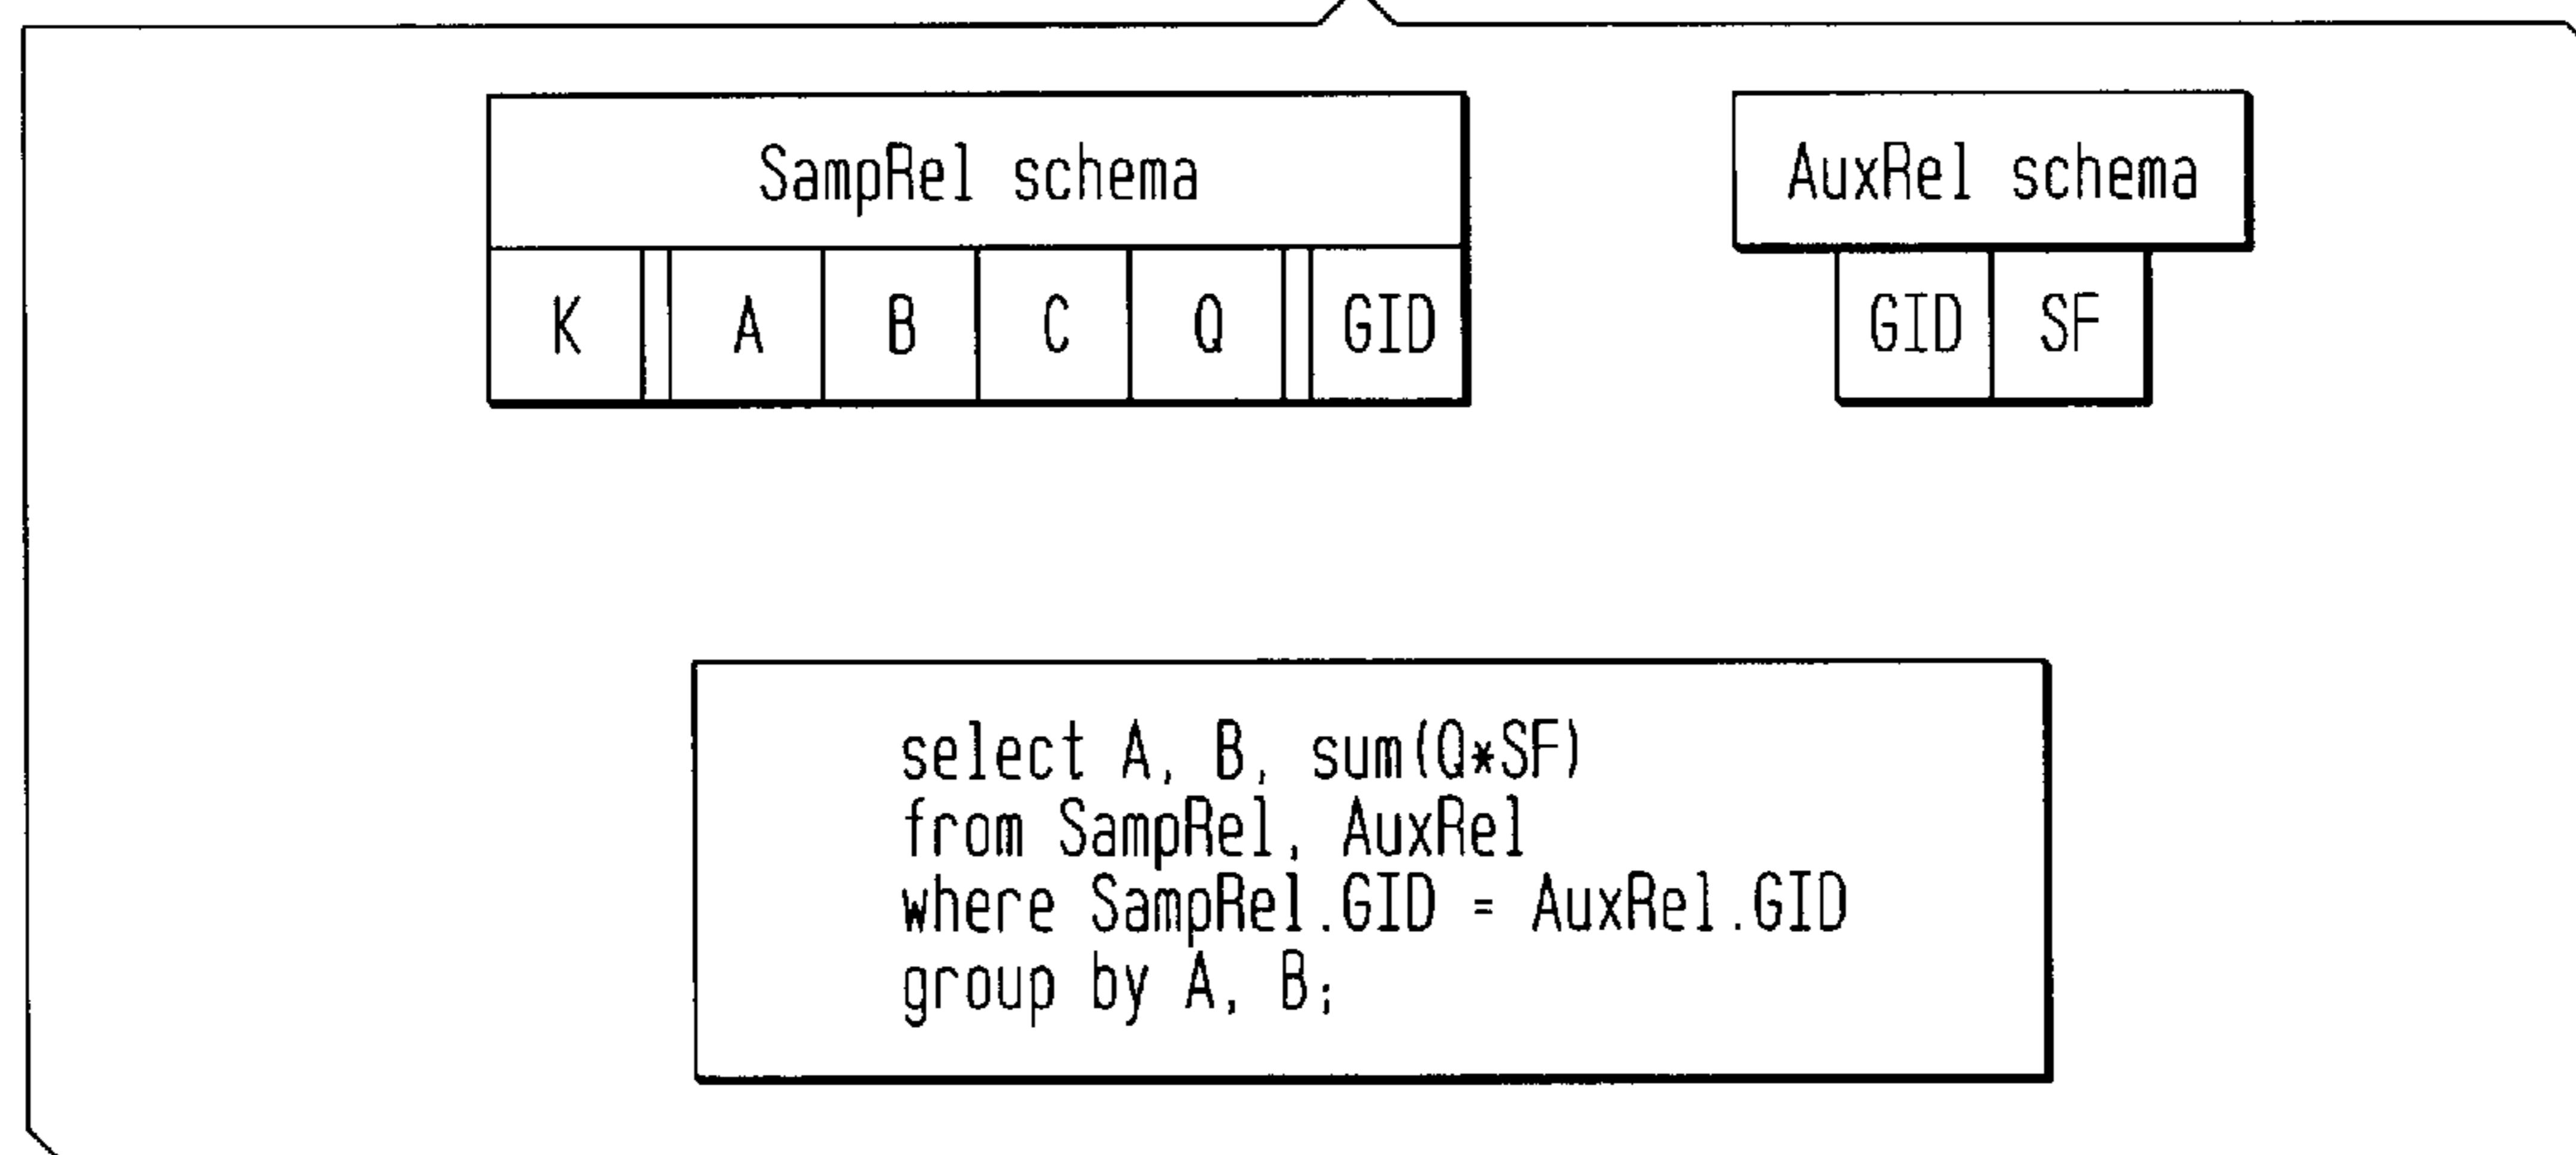 SampRel schema
K A B C Q GID
AuxRel schema
GID SF
select A, B, sum(Q*SF)
from SampRel, AuxRel
where SampRel.GID = AuxRel.GID
group by A, B;